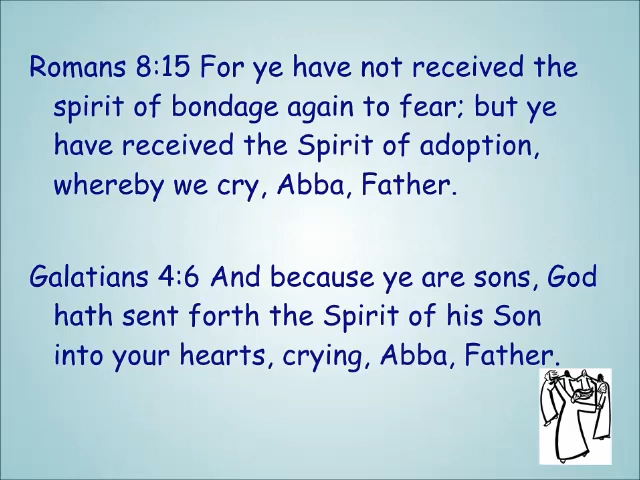 Romans 8:15 For ye have not received the
spirit of bondage again to fear; but ye
have received the Spirit of adoption,
whereby we cry, Abba, Father.
Galatians 4:6 And because ye are sons, God
hath sent forth the Spirit of his Son
into your hearts, crying, Abba, Father.